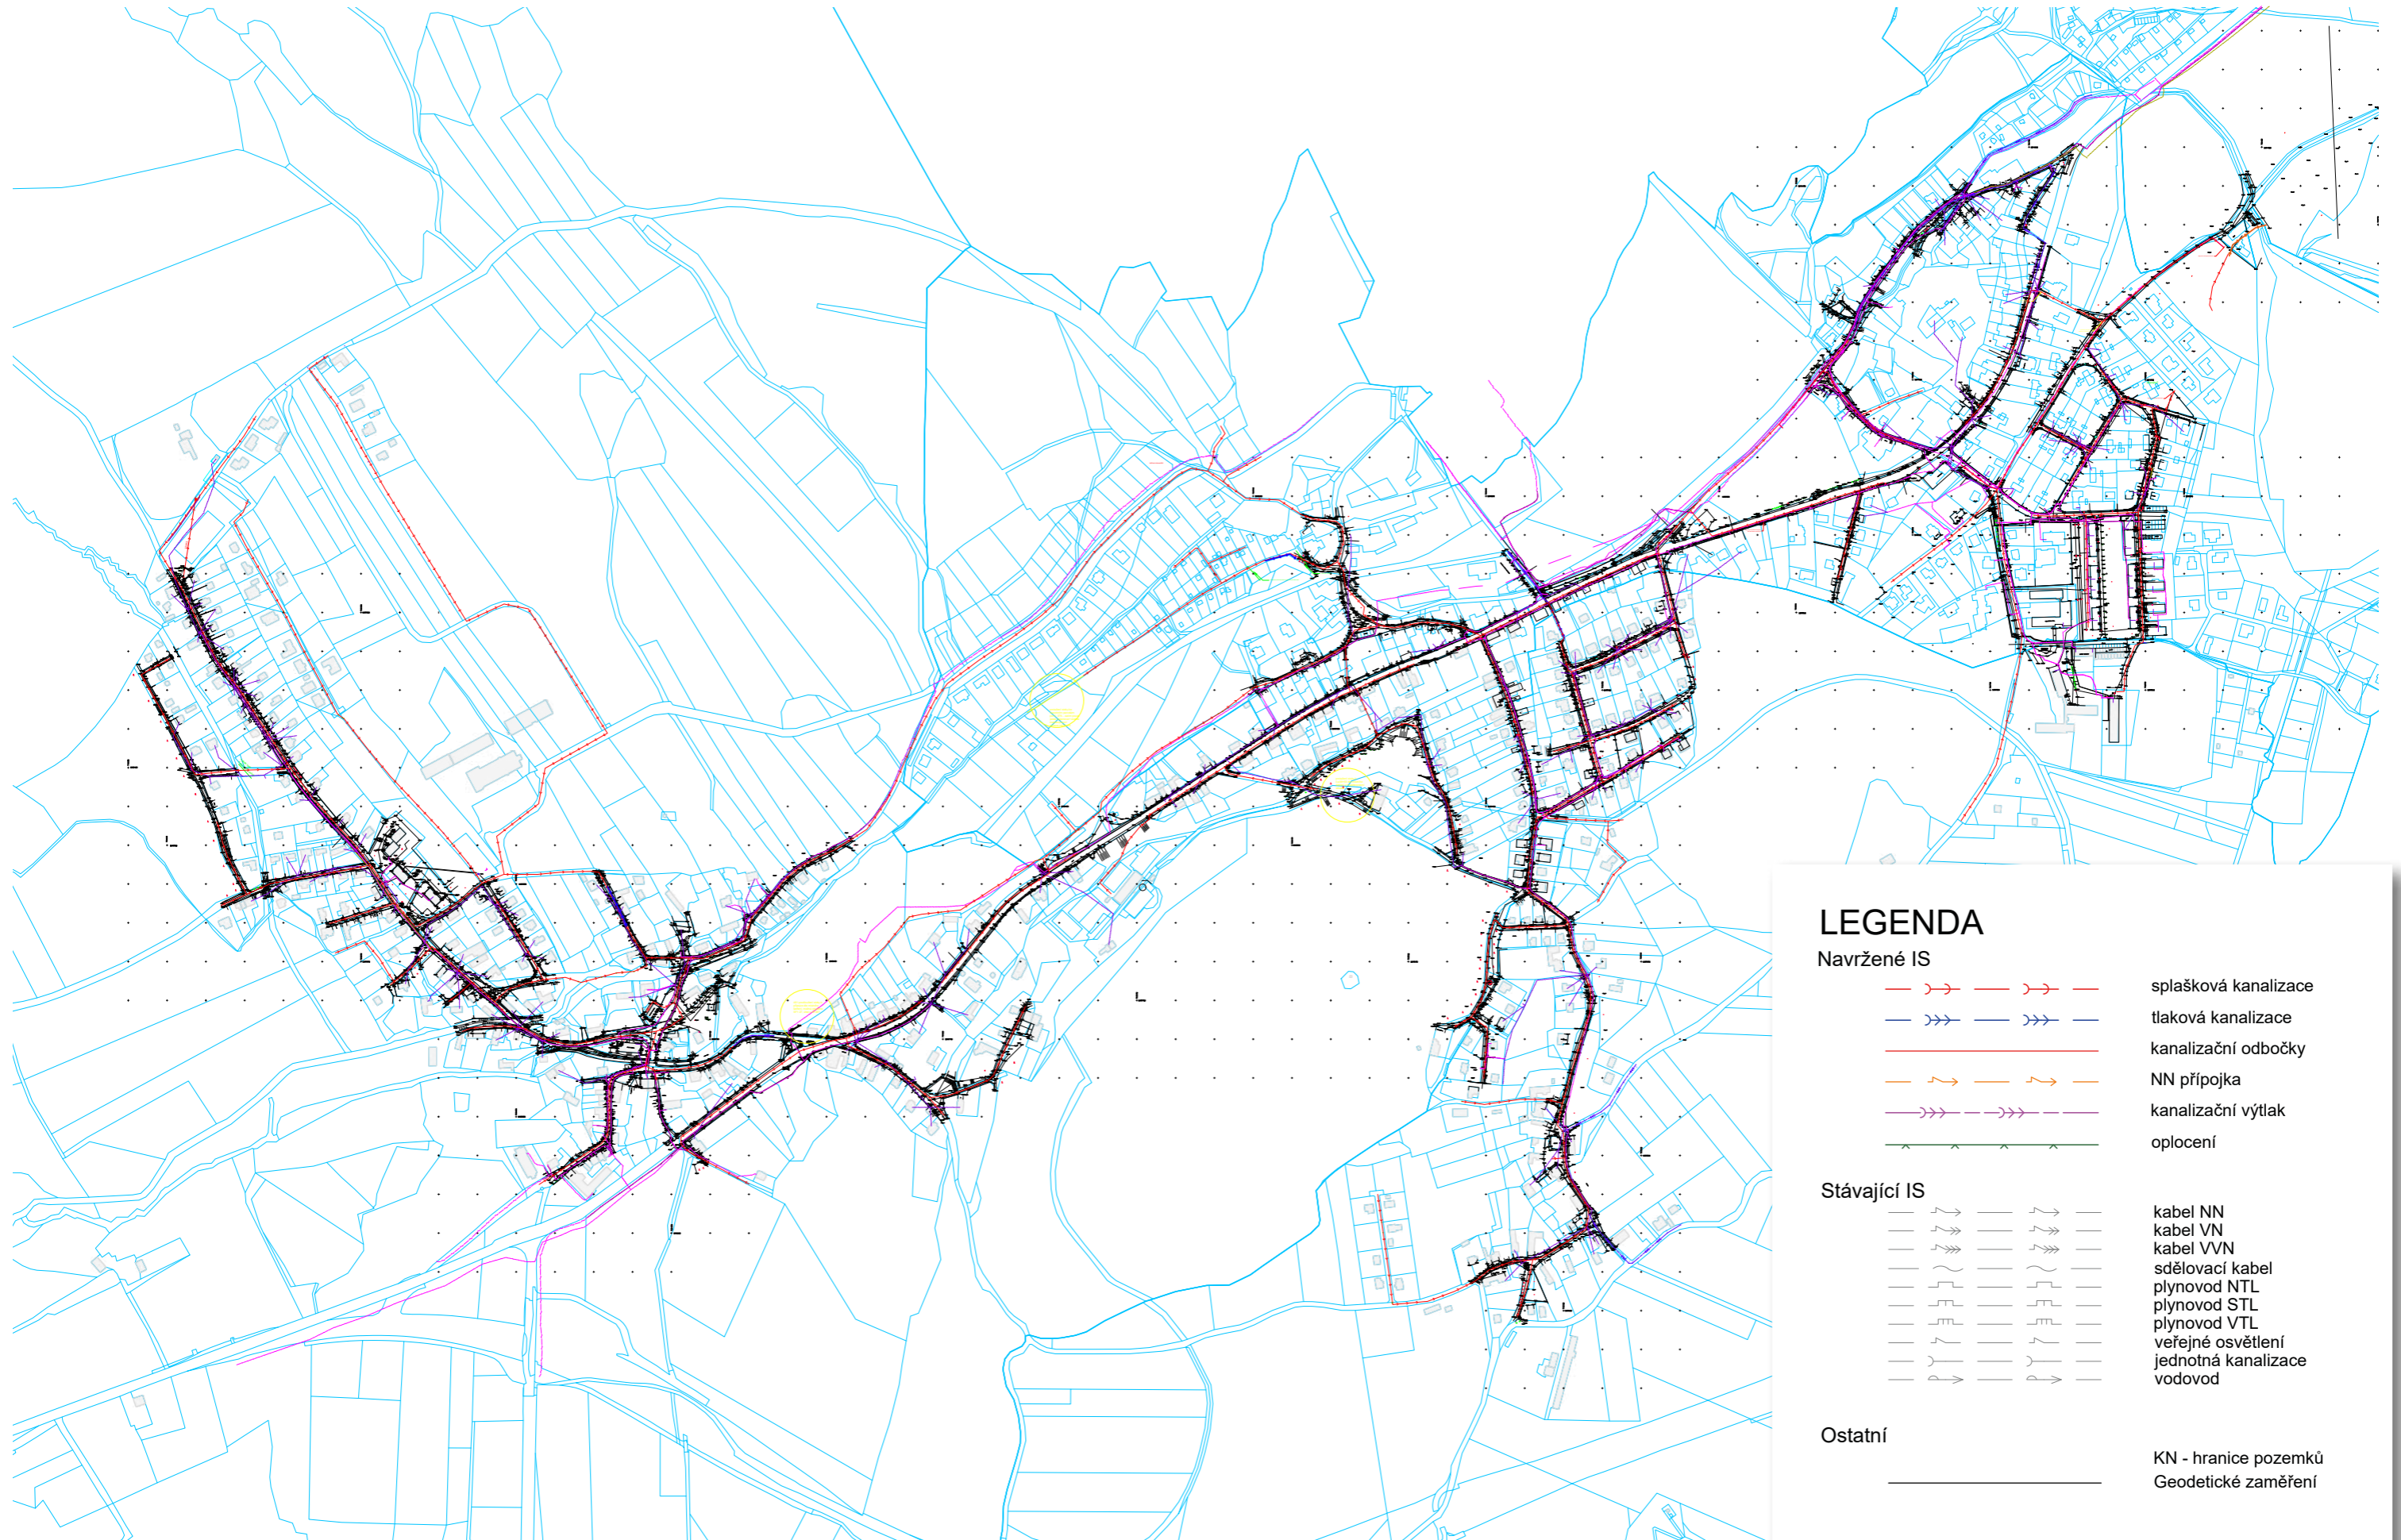 LEGENDA
Navržené IS
splašková kanalizace
tlaková kanalizace
kanalizační odbočky
NN přípojka
kanalizační výtlak
oplocení
Stávající IS
kabel NN
kabel VN
kabel VVN
sdělovací kabel
plynovod NTL
plynovod STL
plynovod VTL
veřejné osvětlení
jednotná kanalizace
vodovod
Ostatní
KN - hranice pozemků
Geodetické zaměření